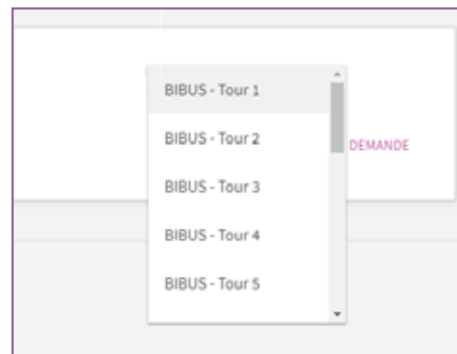 BIBUS - Tour 1
BIBUS - Tour 2
DEMANDE
BIBUS - Tour 3
BIBUS - Tour 4
BIBUS - Tour 5